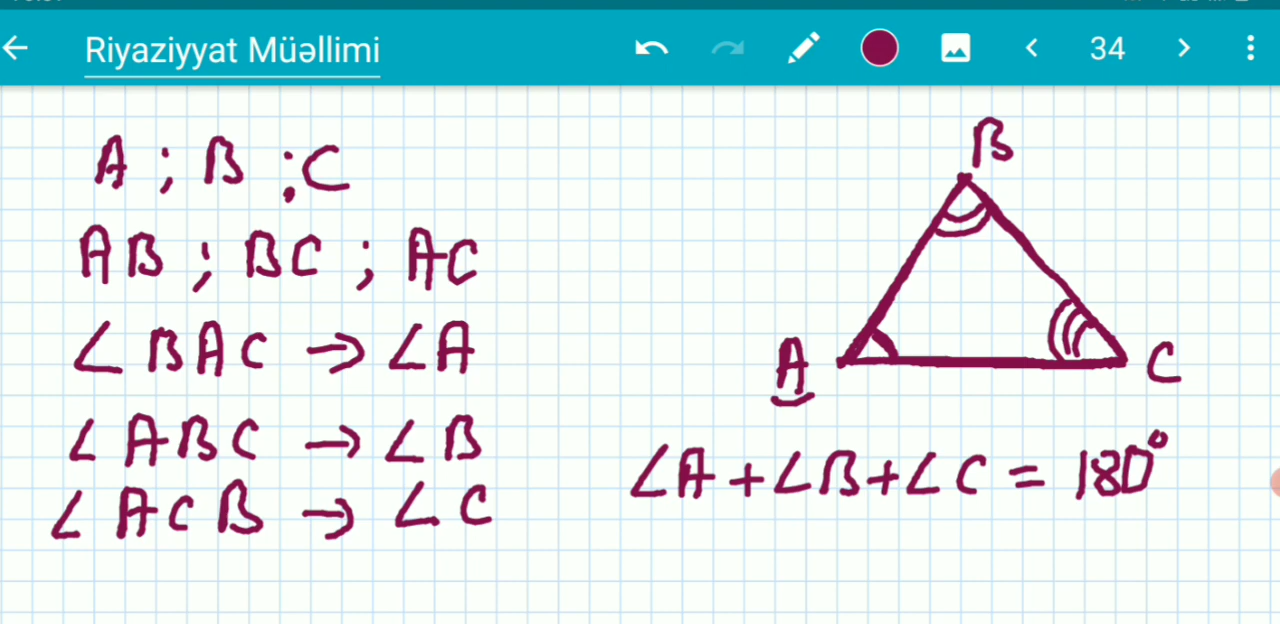 Riyaziyyat Müəllimi
34
A ; B ; C
AB ; BC ; AC
∠BAC → ∠A
∠ABC → ∠B
∠ACB → ∠C
B
A
C
∠A + ∠B + ∠C = 180°